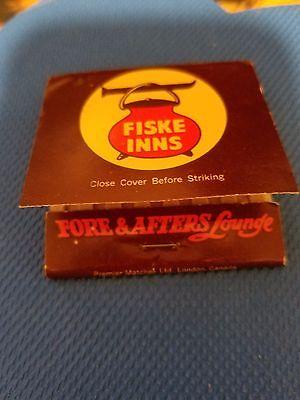 FISKE
INNS
Close Cover Before Striking
FORE & AFTERS Lounge
Premier Matches Ltd. London, Canada